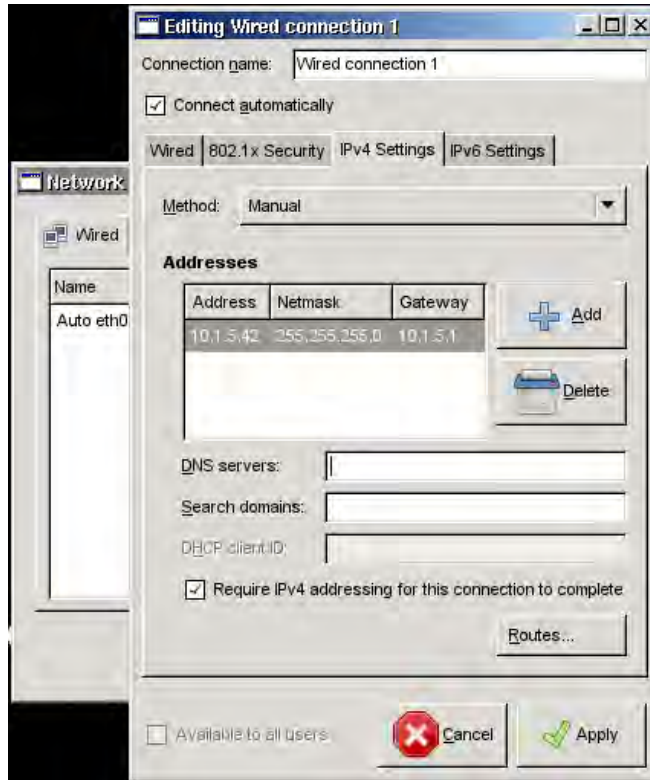 Editing Wired connection 1
Connection name: Wired connection 1
Connect automatically
Wired 802.1x Security IPv4 Settings IPv6 Settings
Network
Method: Manual
Wired
Addresses
Name
Address Netmask Gateway
Add
Auto eth0
10.1.5.42 255.255.255.0 10.1.5.1
Delete
DNS servers:
Search domains:
DHCP client ID:
Require IPv4 addressing for this connection to complete
Routes...
Available to all users
Cancel
Apply